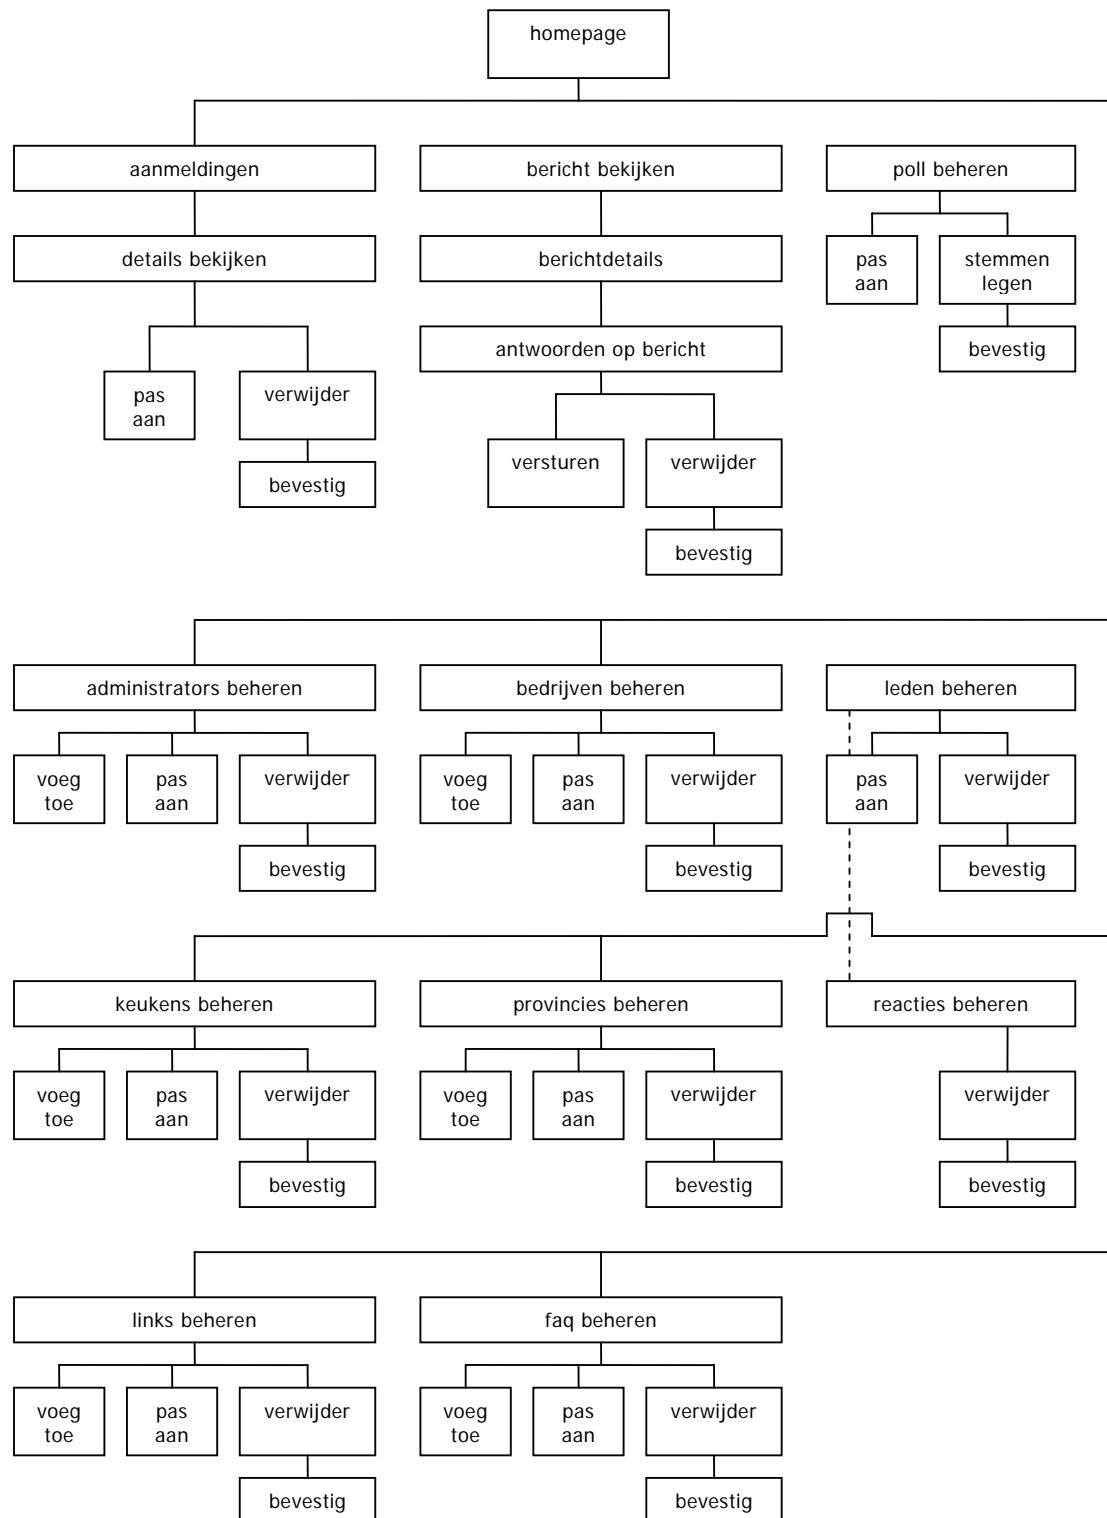 homepage
aanmeldingen
bericht bekijken
poll beheren
details bekijken
berichtdetails
pas
aan
stemmen
legen
antwoorden op bericht
bevestig
pas
aan
verwijder
versturen
verwijder
bevestig
bevestig
administrators beheren
bedrijven beheren
leden beheren
voeg
toe
pas
aan
verwijder
voeg
toe
pas
aan
verwijder
pas
aan
verwijder
bevestig
bevestig
bevestig
keukens beheren
provincies beheren
reacties beheren
voeg
toe
pas
aan
verwijder
voeg
toe
pas
aan
verwijder
verwijder
bevestig
bevestig
bevestig
links beheren
faq beheren
voeg
toe
pas
aan
verwijder
voeg
toe
pas
aan
verwijder
bevestig
bevestig